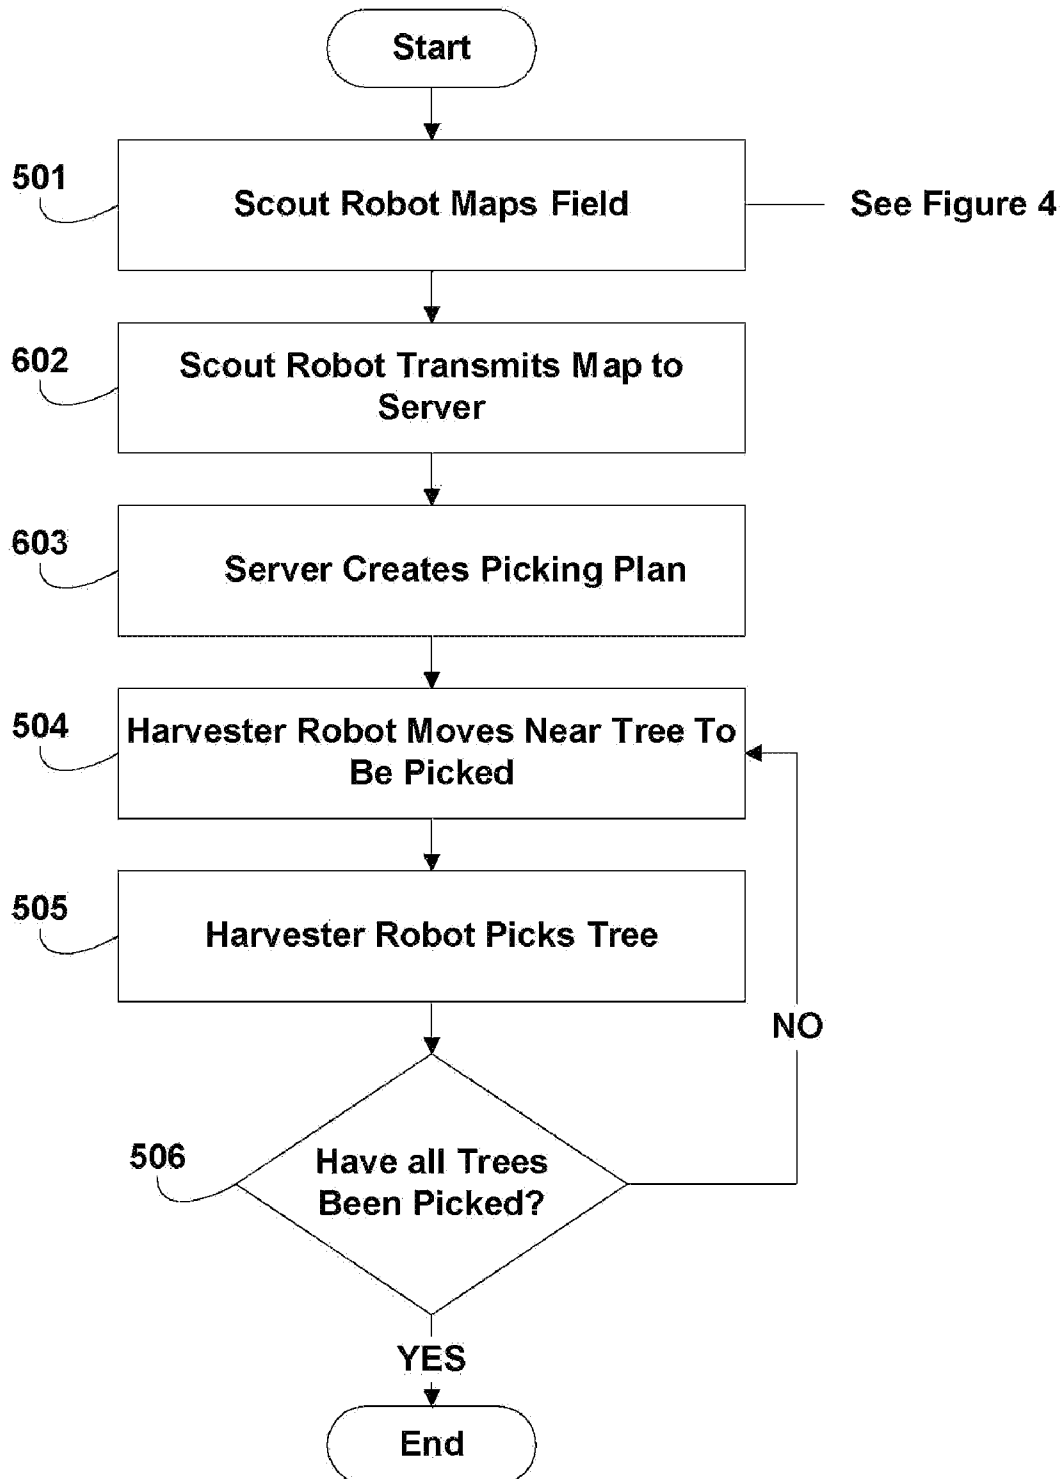 Start
501
Scout Robot Maps Field
See Figure 4
602
Scout Robot Transmits Map to
Server
603
Server Creates Picking Plan
504
Harvester Robot Moves Near Tree To
Be Picked
505
Harvester Robot Picks Tree
NO
506
Have all Trees
Been Picked?
YES
End